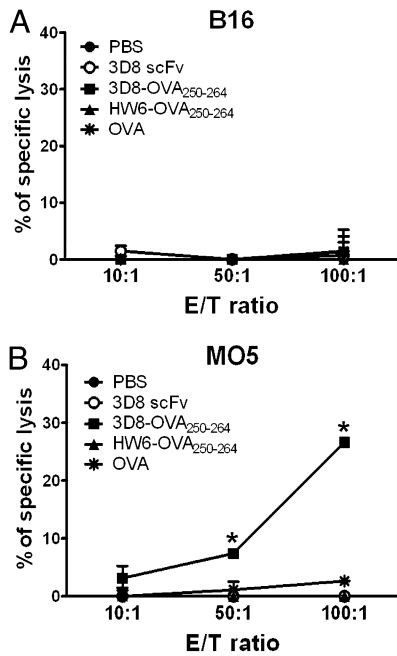 A
B16
40
30
20
10
0
% of specific lysis
PBS
3D8 scFv
3D8-OVA250-264
HW6-OVA250-264
OVA
10:1 50:1 100:1
E/T ratio
B
MO5
40
30
20
10
0
% of specific lysis
PBS
3D8 scFv
3D8-OVA250-264
HW6-OVA250-264
OVA
*
*
10:1 50:1 100:1
E/T ratio